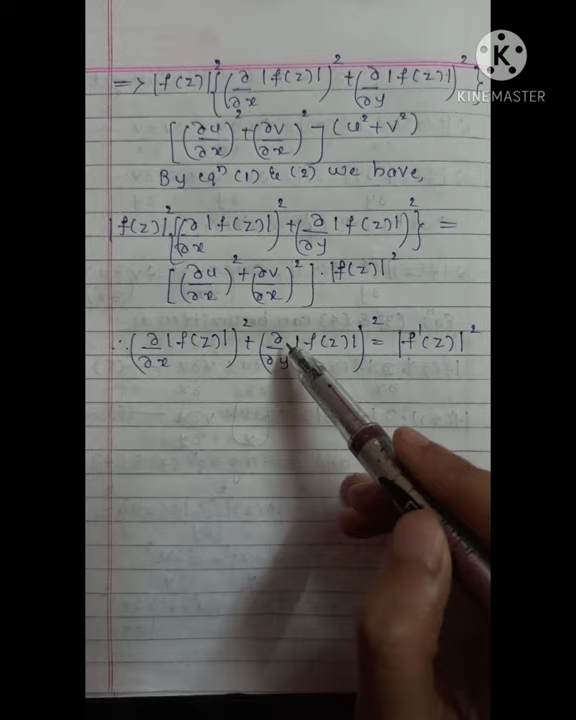 => |f(z)|² { (∂/∂x |f(z)|)² + (∂/∂y |f(z)|)² }
K
KINEMASTER
[ (∂u/∂x)² + (∂v/∂x)² ] (u² + v²)
By eqⁿ (1) & (2) we have,
|f(z)|² { (∂/∂x |f(z)|)² + (∂/∂y |f(z)|)² } =
[ (∂u/∂x)² + (∂v/∂x)² ] · |f(z)|²
∴ (∂/∂x |f(z)|)² + (∂/∂y |f(z)|)² = |f'(z)|²